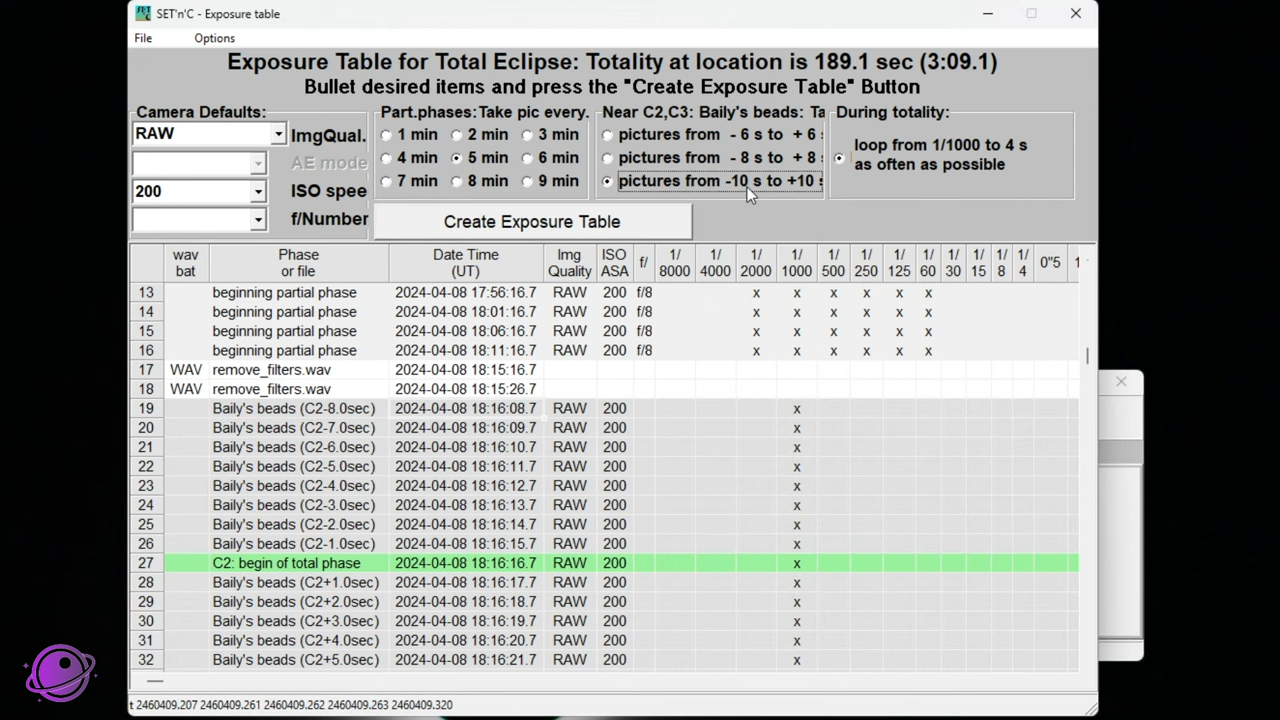 SET'n'C - Exposure table
File Options
Exposure Table for Total Eclipse: Totality at location is 189.1 sec (3:09.1)
Bullet desired items and press the "Create Exposure Table" Button
Camera Defaults:
RAW ImgQual.
AE mode
200 ISO spee
f/Number
Part.phases: Take pic every.
1 min 2 min 3 min
4 min 5 min 6 min
7 min 8 min 9 min
Near C2,C3: Baily's beads: Ta
pictures from - 6 s to + 6 s
pictures from - 8 s to + 8 s
pictures from -10 s to +10 s
During totality:
loop from 1/1000 to 4 s
as often as possible
Create Exposure Table
wav bat Phase or file Date Time (UT) Img Quality ISO ASA f/ 1/8000 1/4000 1/2000 1/1000 1/500 1/250 1/125 1/60 1/30 1/15 1/8 1/4 0"5 1
13 beginning partial phase 2024-04-08 17:56:16.7 RAW 200 f/8 x x x x x x
14 beginning partial phase 2024-04-08 18:01:16.7 RAW 200 f/8 x x x x x x
15 beginning partial phase 2024-04-08 18:06:16.7 RAW 200 f/8 x x x x x x
16 beginning partial phase 2024-04-08 18:11:16.7 RAW 200 f/8 x x x x x x
17 WAV remove_filters.wav 2024-04-08 18:15:16.7
18 WAV remove_filters.wav 2024-04-08 18:15:26.7
19 Baily's beads (C2-8.0sec) 2024-04-08 18:16:08.7 RAW 200 x
20 Baily's beads (C2-7.0sec) 2024-04-08 18:16:09.7 RAW 200 x
21 Baily's beads (C2-6.0sec) 2024-04-08 18:16:10.7 RAW 200 x
22 Baily's beads (C2-5.0sec) 2024-04-08 18:16:11.7 RAW 200 x
23 Baily's beads (C2-4.0sec) 2024-04-08 18:16:12.7 RAW 200 x
24 Baily's beads (C2-3.0sec) 2024-04-08 18:16:13.7 RAW 200 x
25 Baily's beads (C2-2.0sec) 2024-04-08 18:16:14.7 RAW 200 x
26 Baily's beads (C2-1.0sec) 2024-04-08 18:16:15.7 RAW 200 x
27 C2: begin of total phase 2024-04-08 18:16:16.7 RAW 200 x
28 Baily's beads (C2+1.0sec) 2024-04-08 18:16:17.7 RAW 200 x
29 Baily's beads (C2+2.0sec) 2024-04-08 18:16:18.7 RAW 200 x
30 Baily's beads (C2+3.0sec) 2024-04-08 18:16:19.7 RAW 200 x
31 Baily's beads (C2+4.0sec) 2024-04-08 18:16:20.7 RAW 200 x
32 Baily's beads (C2+5.0sec) 2024-04-08 18:16:21.7 RAW 200 x
t 2460409.207 2460409.261 2460409.262 2460409.263 2460409.320